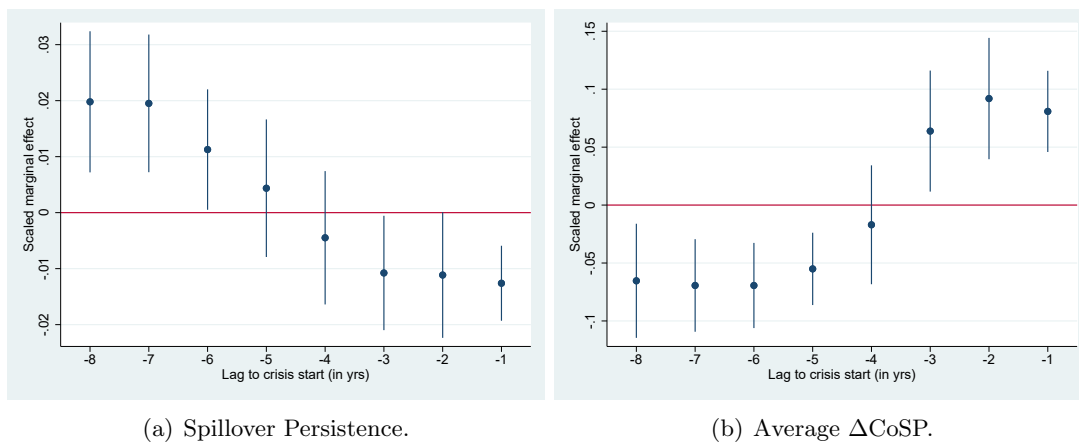 .03
.02
.01
0
-.01
-.02
Scaled marginal effect
-8 -7 -6 -5 -4 -3 -2 -1
Lag to crisis start (in yrs)
(a) Spillover Persistence.
.15
.1
.05
0
-.05
-.1
Scaled marginal effect
-8 -7 -6 -5 -4 -3 -2 -1
Lag to crisis start (in yrs)
(b) Average ΔCoSP.